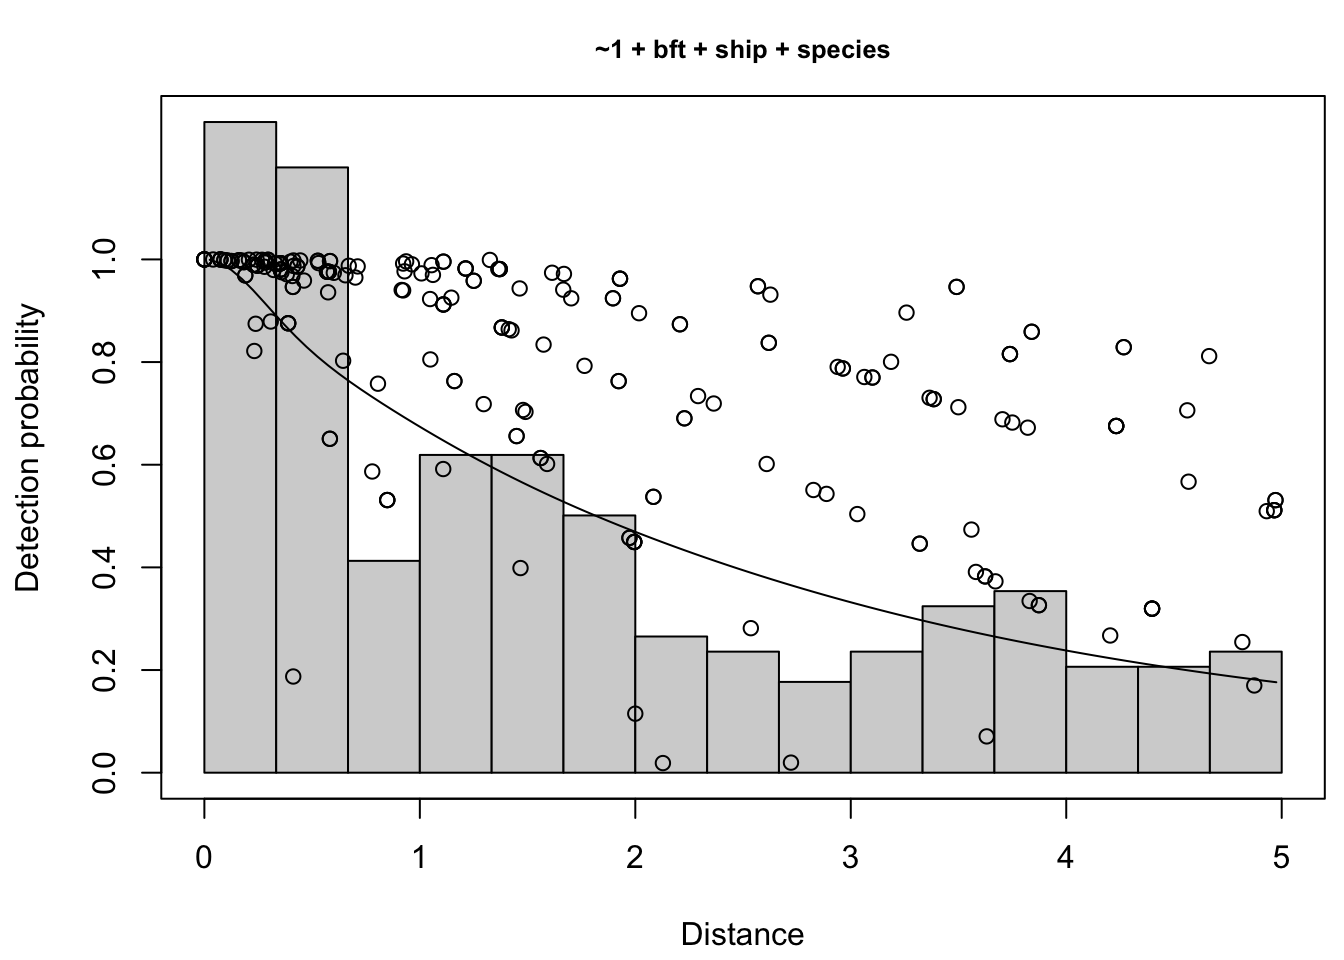 ~1 + bft + ship + species
Detection probability
1.0
0.8
0.6
0.4
0.2
0.0
0 1 2 3 4 5
Distance